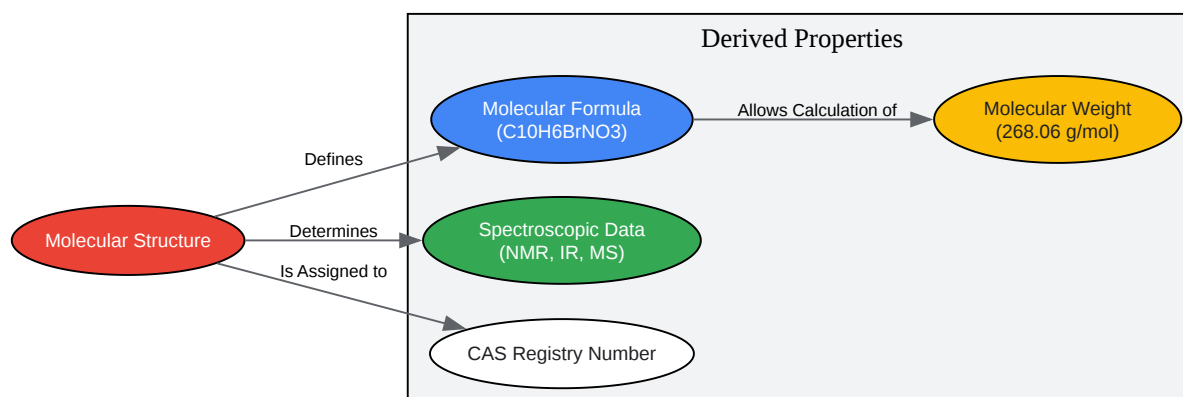 Derived Properties
Molecular Formula
(C10H6BrNO3)
Allows Calculation of
Molecular Weight
(268.06 g/mol)
Defines
Molecular Structure
Determines
Spectroscopic Data
(NMR, IR, MS)
Is Assigned to
CAS Registry Number